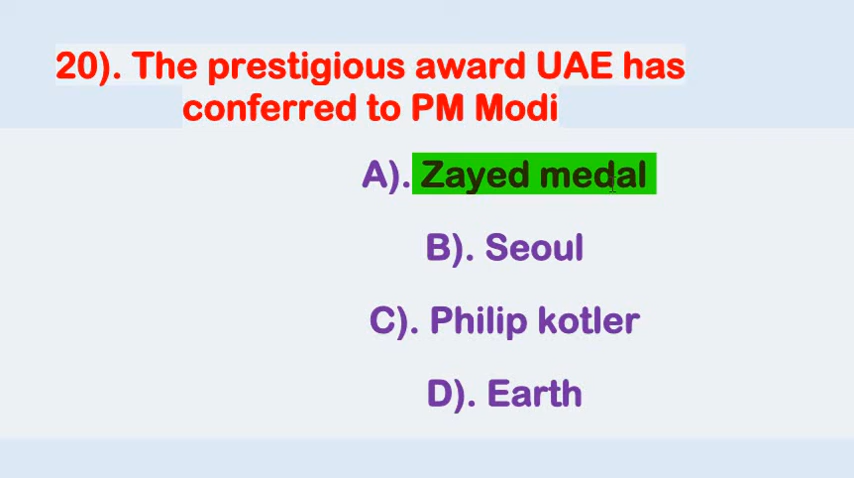 20). The prestigious award UAE has
conferred to PM Modi
A). Zayed medal
B). Seoul
C). Philip kotler
D). Earth